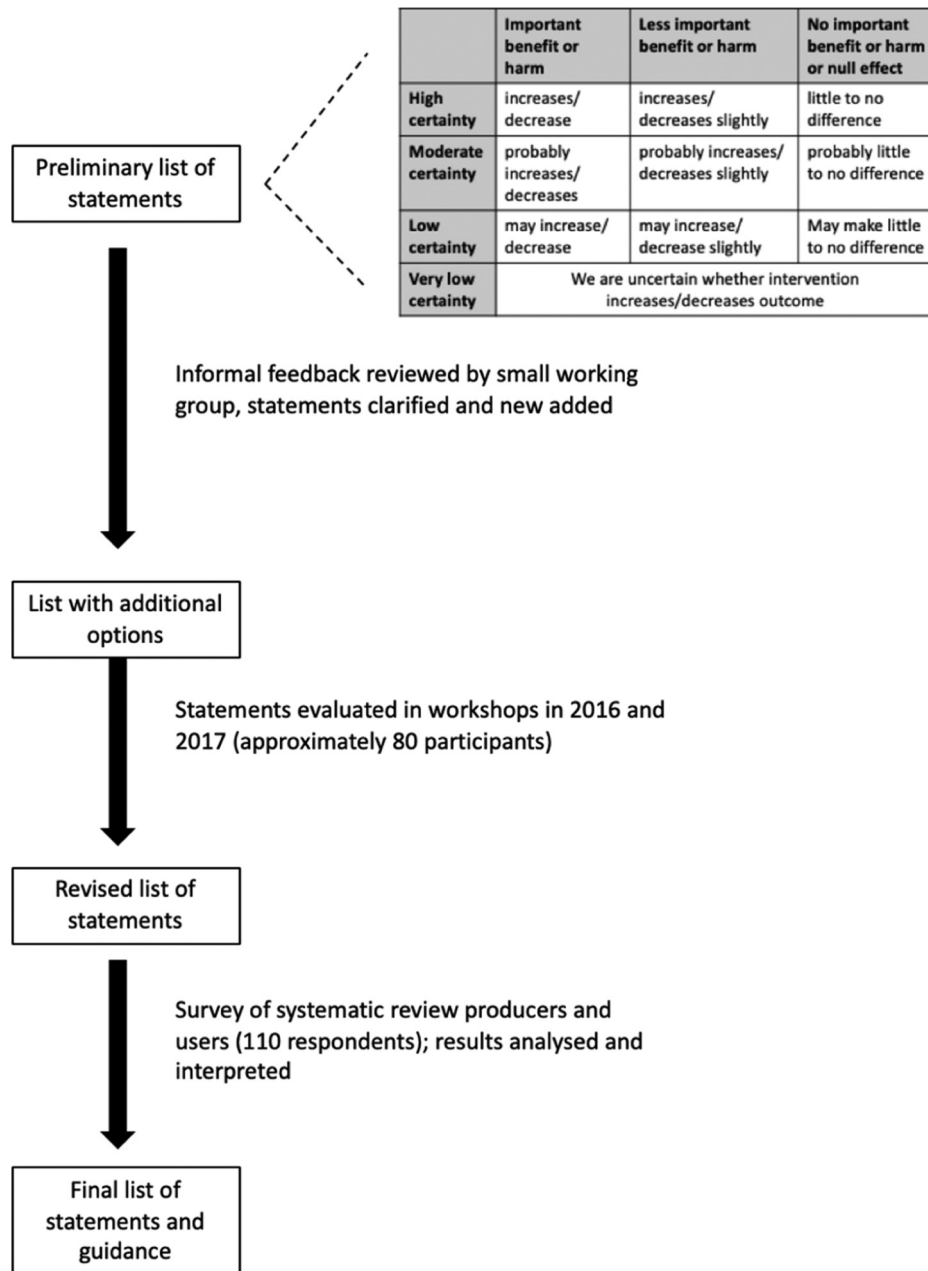 Important benefit or harm
Less important benefit or harm
No important benefit or harm or null effect
High certainty
increases/ decrease
increases/ decreases slightly
little to no difference
Moderate certainty
probably increases/ decreases
probably increases/ decreases slightly
probably little to no difference
Low certainty
may increase/ decrease
may increase/ decrease slightly
May make little to no difference
Very low certainty
We are uncertain whether intervention
increases/decreases outcome
Preliminary list of
statements
Informal feedback reviewed by small working
group, statements clarified and new added
List with additional
options
Statements evaluated in workshops in 2016 and
2017 (approximately 80 participants)
Revised list of
statements
Survey of systematic review producers and
users (110 respondents); results analysed and
interpreted
Final list of
statements and
guidance